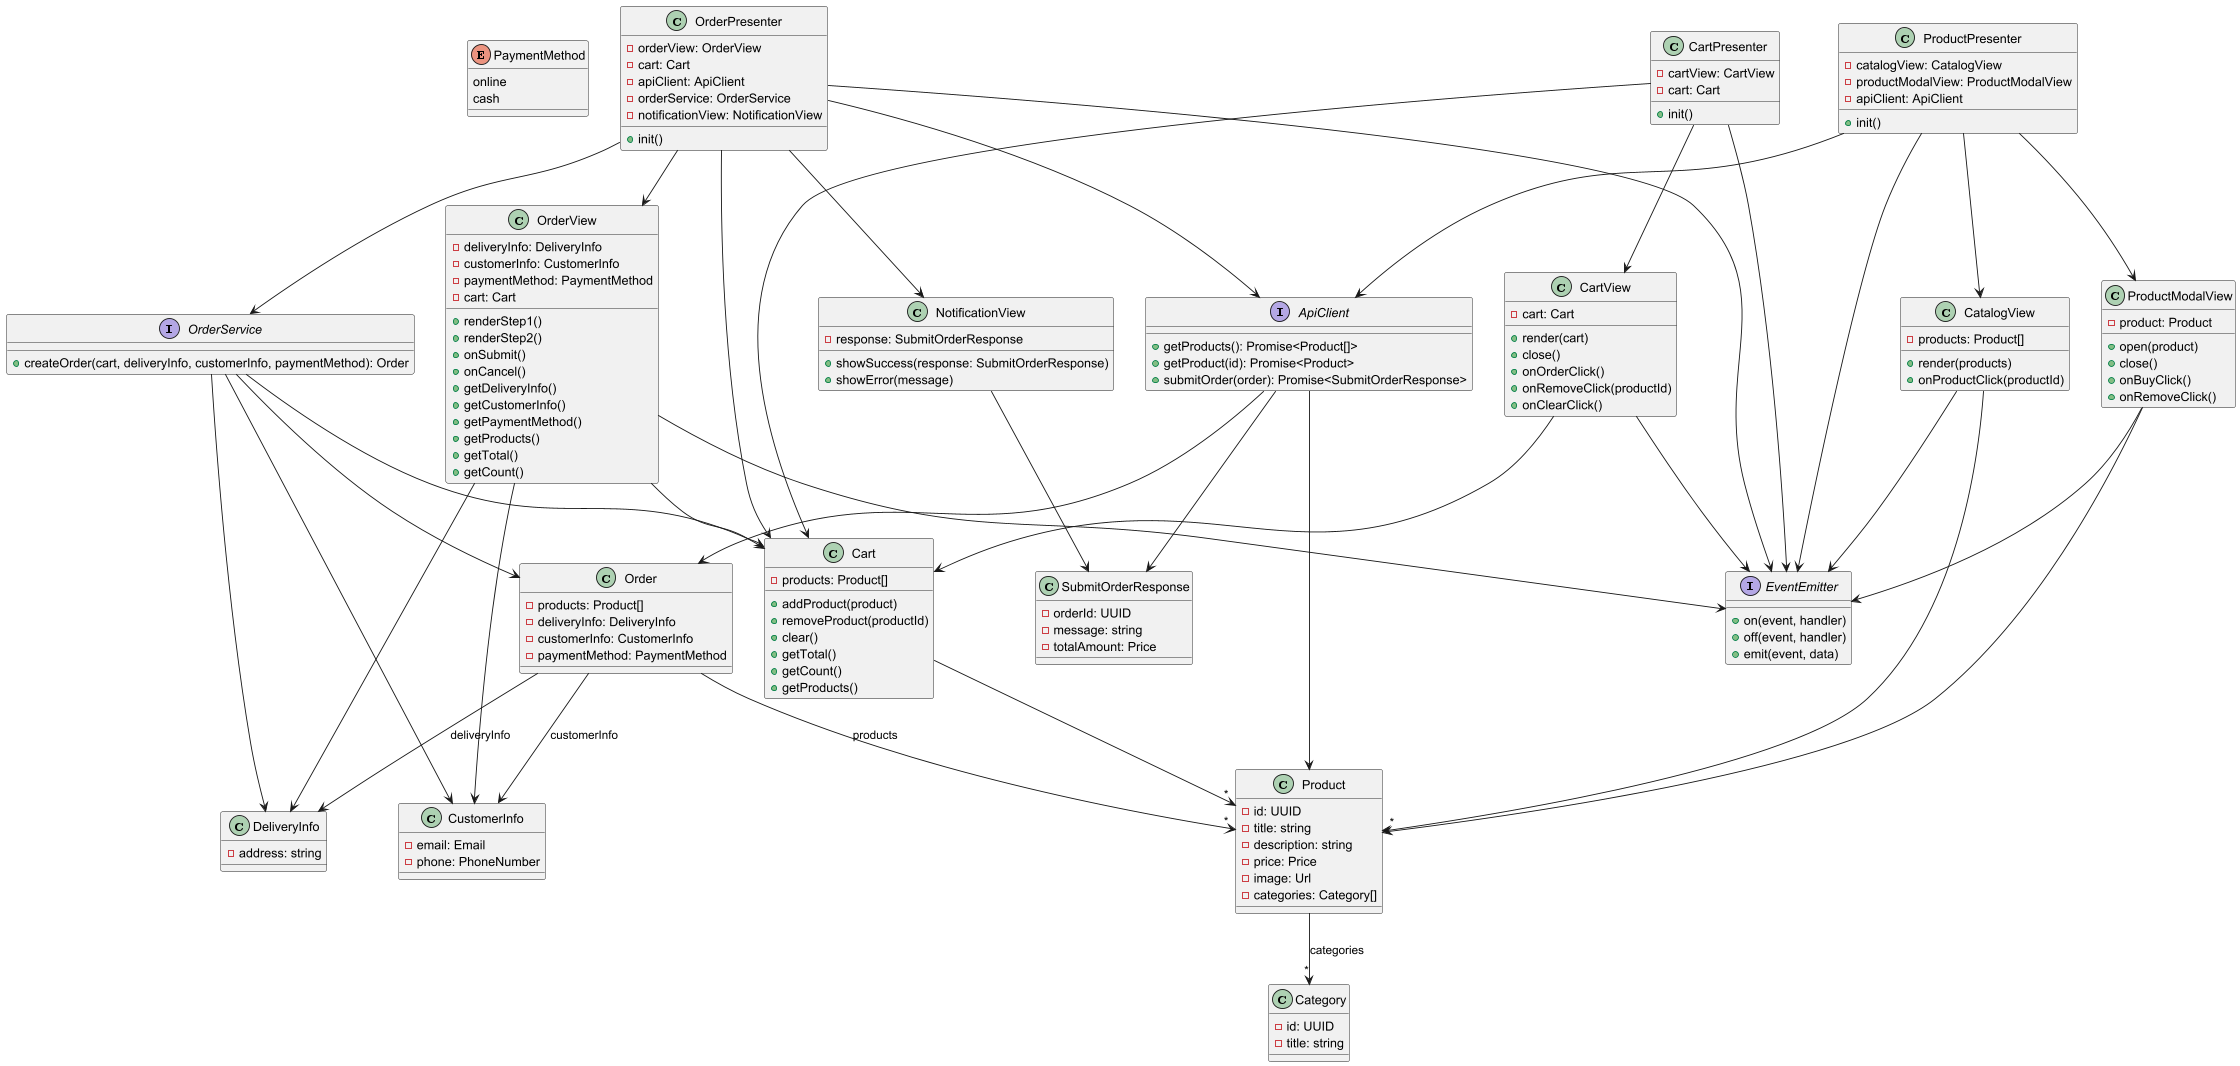 E PaymentMethod
online
cash
C OrderPresenter
orderView: OrderView
cart: Cart
apiClient: ApiClient
orderService: OrderService
notificationView: NotificationView
init()
C CartPresenter
cartView: CartView
cart: Cart
init()
C ProductPresenter
catalogView: CatalogView
productModalView: ProductModalView
apiClient: ApiClient
init()
I OrderService
createOrder(cart, deliveryInfo, customerInfo, paymentMethod): Order
C OrderView
deliveryInfo: DeliveryInfo
customerInfo: CustomerInfo
paymentMethod: PaymentMethod
cart: Cart
renderStep1()
renderStep2()
onSubmit()
onCancel()
getDeliveryInfo()
getCustomerInfo()
getPaymentMethod()
getProducts()
getTotal()
getCount()
C NotificationView
response: SubmitOrderResponse
showSuccess(response: SubmitOrderResponse)
showError(message)
I ApiClient
getProducts(): Promise<Product[]>
getProduct(id): Promise<Product>
submitOrder(order): Promise<SubmitOrderResponse>
C CartView
cart: Cart
render(cart)
close()
onOrderClick()
onRemoveClick(productId)
onClearClick()
C CatalogView
products: Product[]
render(products)
onProductClick(productId)
C ProductModalView
product: Product
open(product)
close()
onBuyClick()
onRemoveClick()
C Order
products: Product[]
deliveryInfo: DeliveryInfo
customerInfo: CustomerInfo
paymentMethod: PaymentMethod
C Cart
products: Product[]
addProduct(product)
removeProduct(productId)
clear()
getTotal()
getCount()
getProducts()
C SubmitOrderResponse
orderId: UUID
message: string
totalAmount: Price
I EventEmitter
on(event, handler)
off(event, handler)
emit(event, data)
deliveryInfo
customerInfo
products
*
*
*
C DeliveryInfo
address: string
C CustomerInfo
email: Email
phone: PhoneNumber
C Product
id: UUID
title: string
description: string
price: Price
image: Url
categories: Category[]
categories
*
C Category
id: UUID
title: string